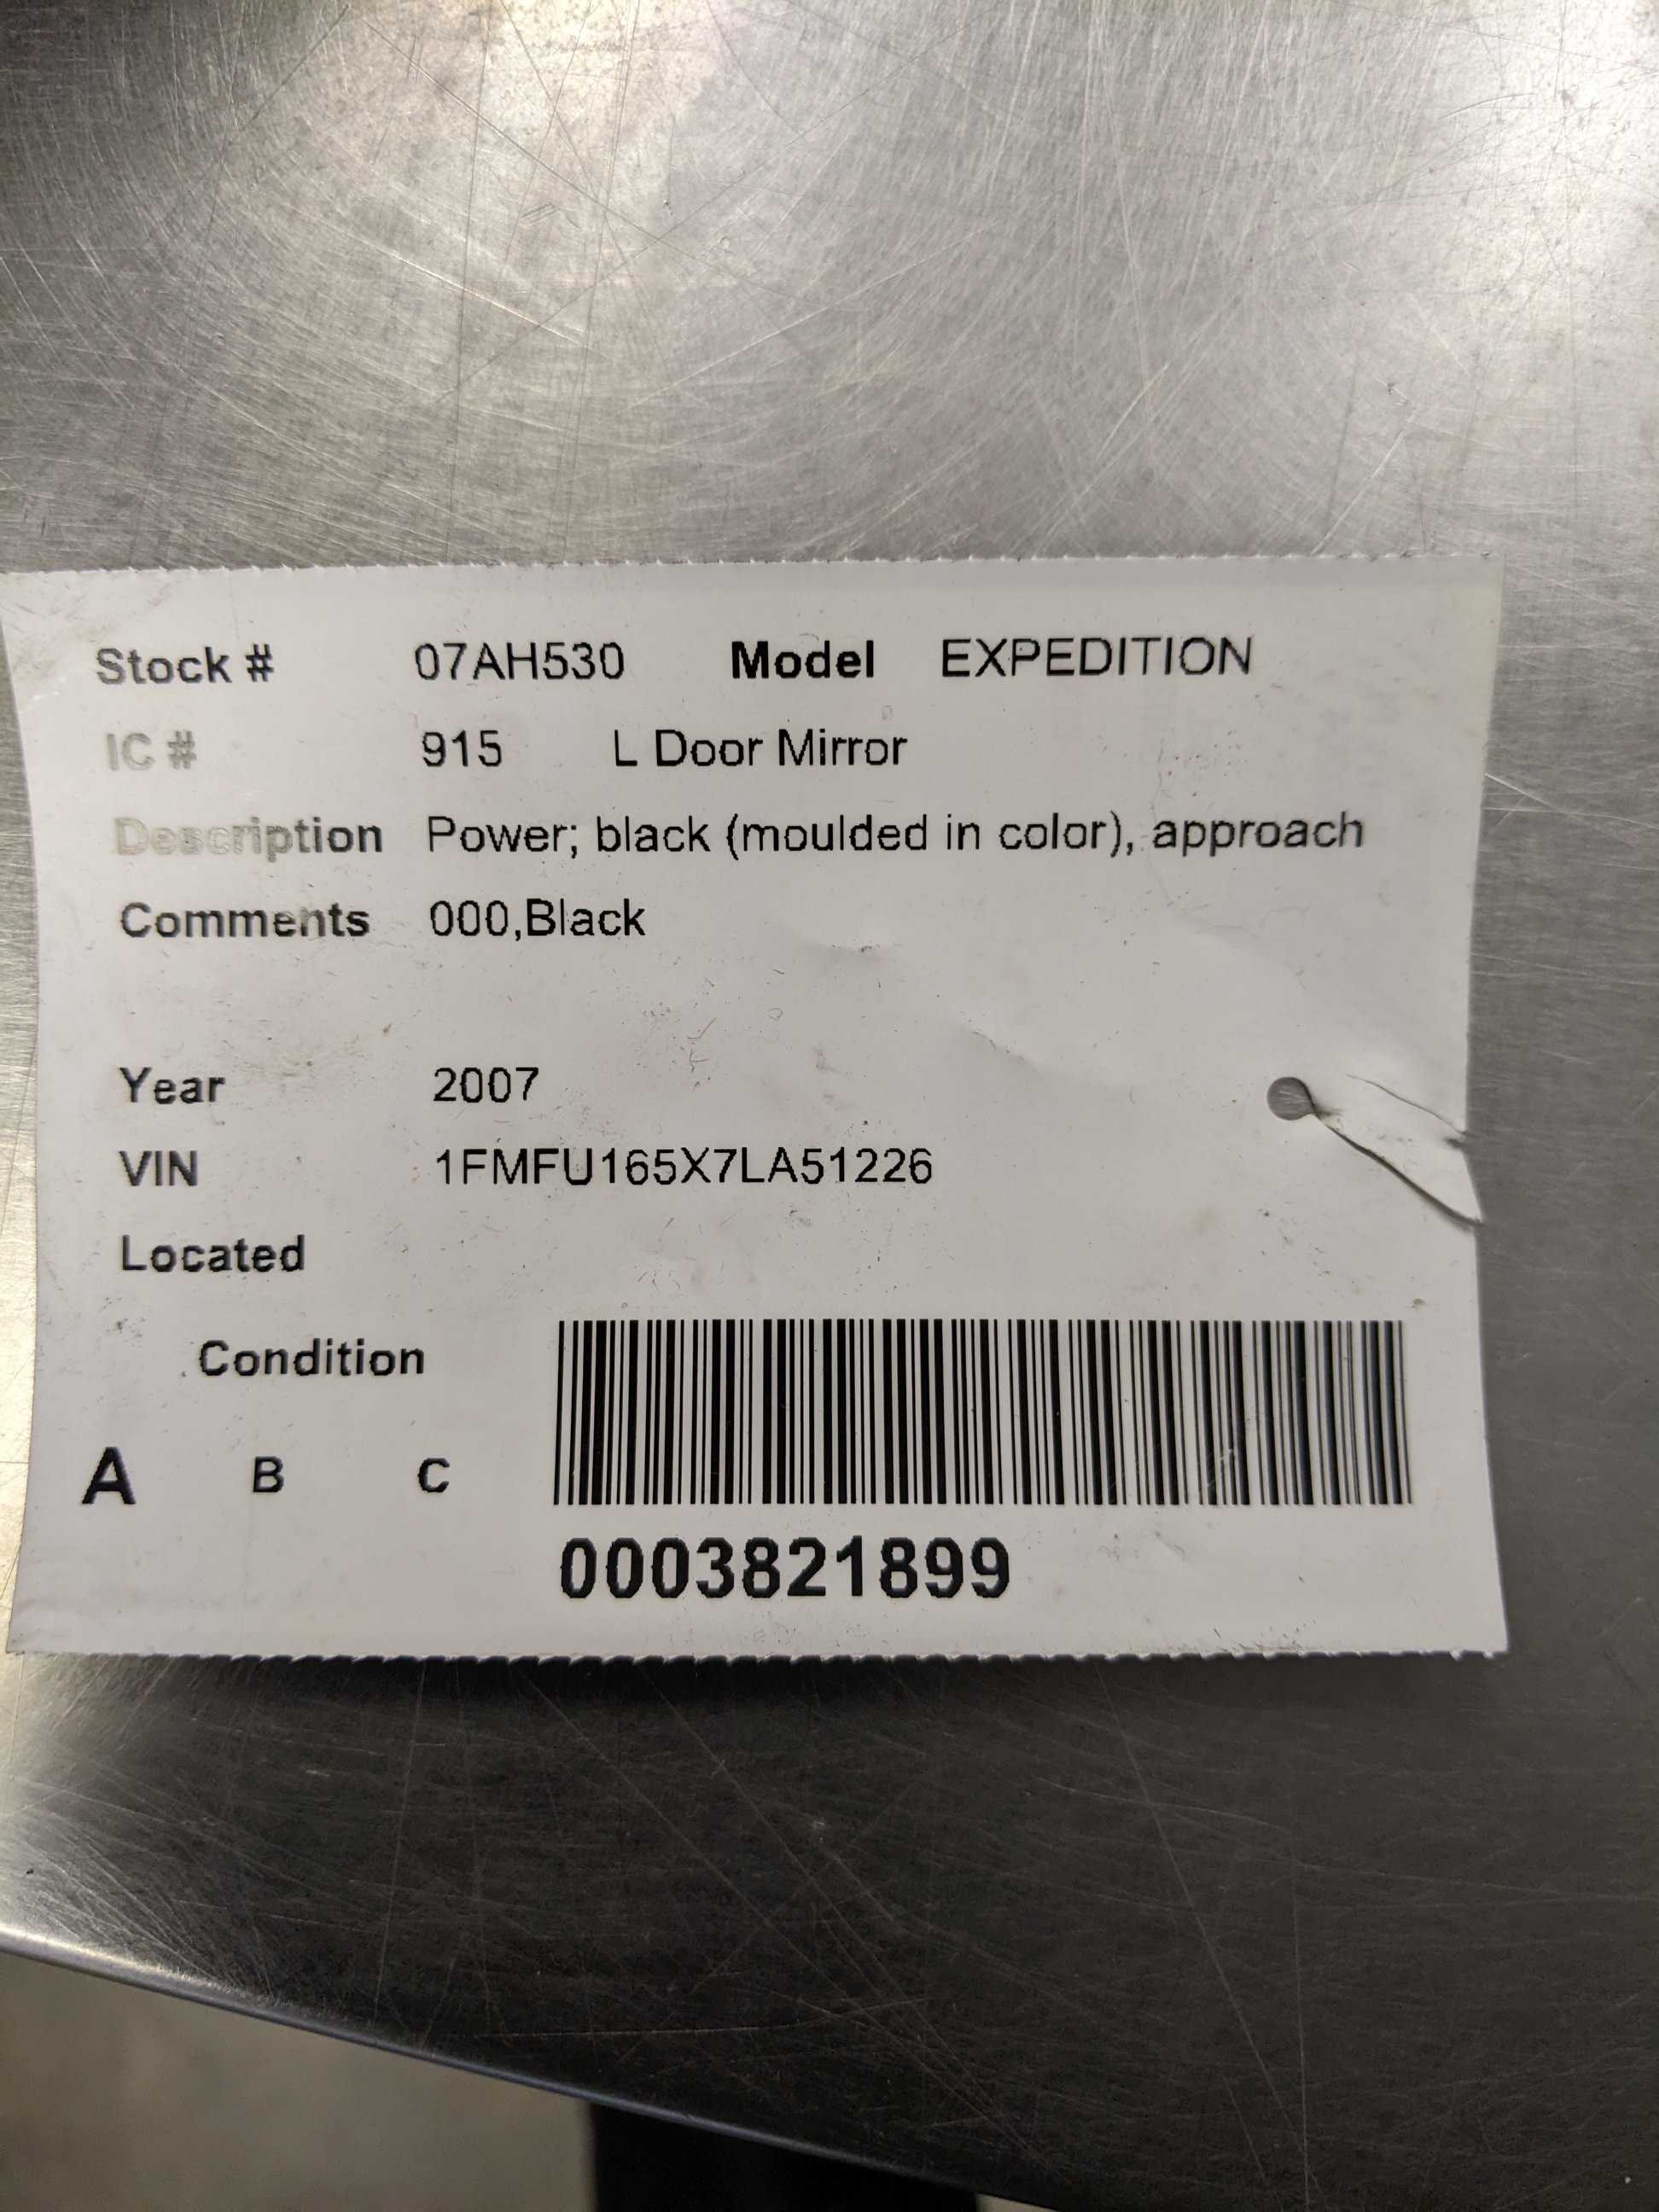 Stock # 07AH530 Model EXPEDITION
IC # 915 L Door Mirror
Description Power; black (moulded in color), approach
Comments 000,Black
Year 2007
VIN 1FMFU165X7LA51226
Located
Condition
A B C
0003821899